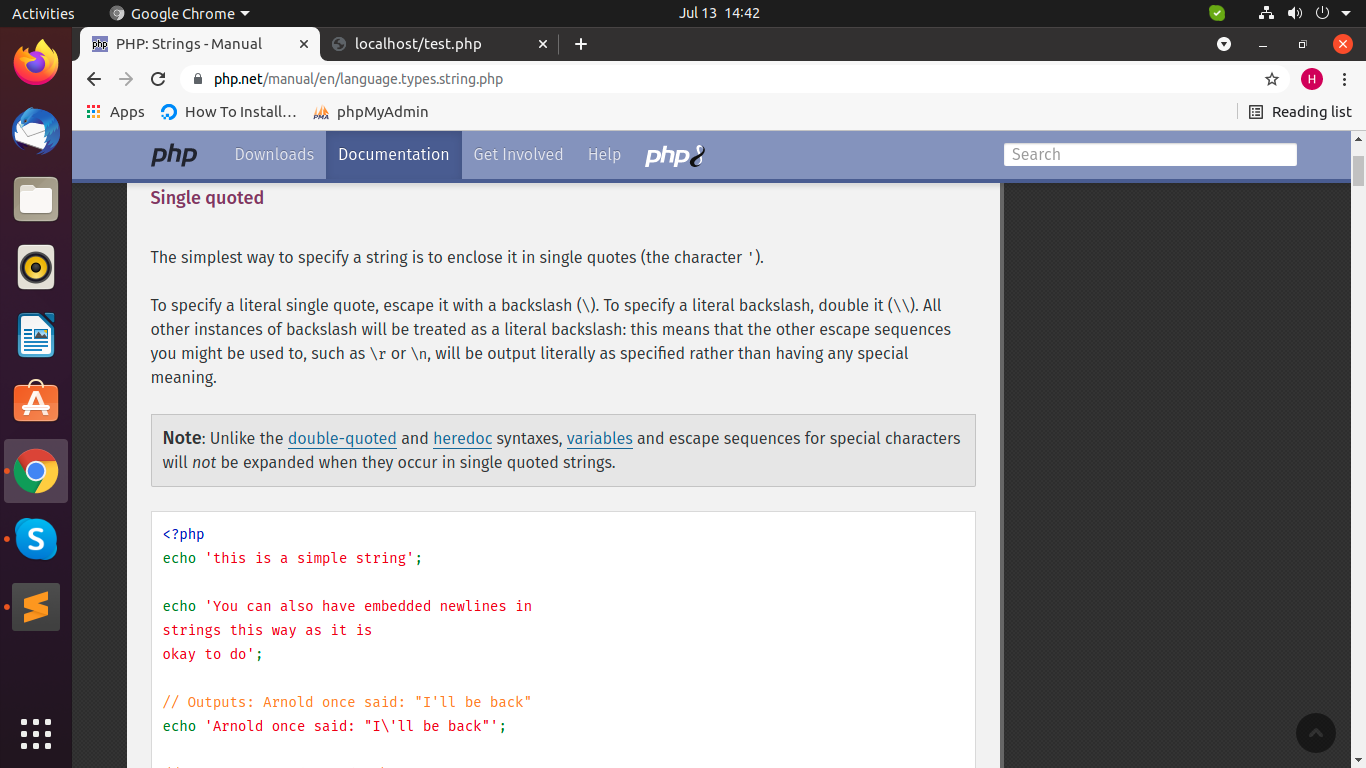 Activities
Google Chrome
Jul 13 14:42
PHP: Strings - Manual
localhost/test.php
php.net/manual/en/language.types.string.php
H
Apps
How To Install…
phpMyAdmin
Reading list
php
Downloads
Documentation
Get Involved
Help
php8
Search
Single quoted
The simplest way to specify a string is to enclose it in single quotes (the character ').
To specify a literal single quote, escape it with a backslash (\). To specify a literal backslash, double it (\\). All
other instances of backslash will be treated as a literal backslash: this means that the other escape sequences
you might be used to, such as \r or \n, will be output literally as specified rather than having any special
meaning.
Note: Unlike the double-quoted and heredoc syntaxes, variables and escape sequences for special characters
will not be expanded when they occur in single quoted strings.
<?php
echo 'this is a simple string';
echo 'You can also have embedded newlines in
strings this way as it is
okay to do';
// Outputs: Arnold once said: "I'll be back"
echo 'Arnold once said: "I\'ll be back"';